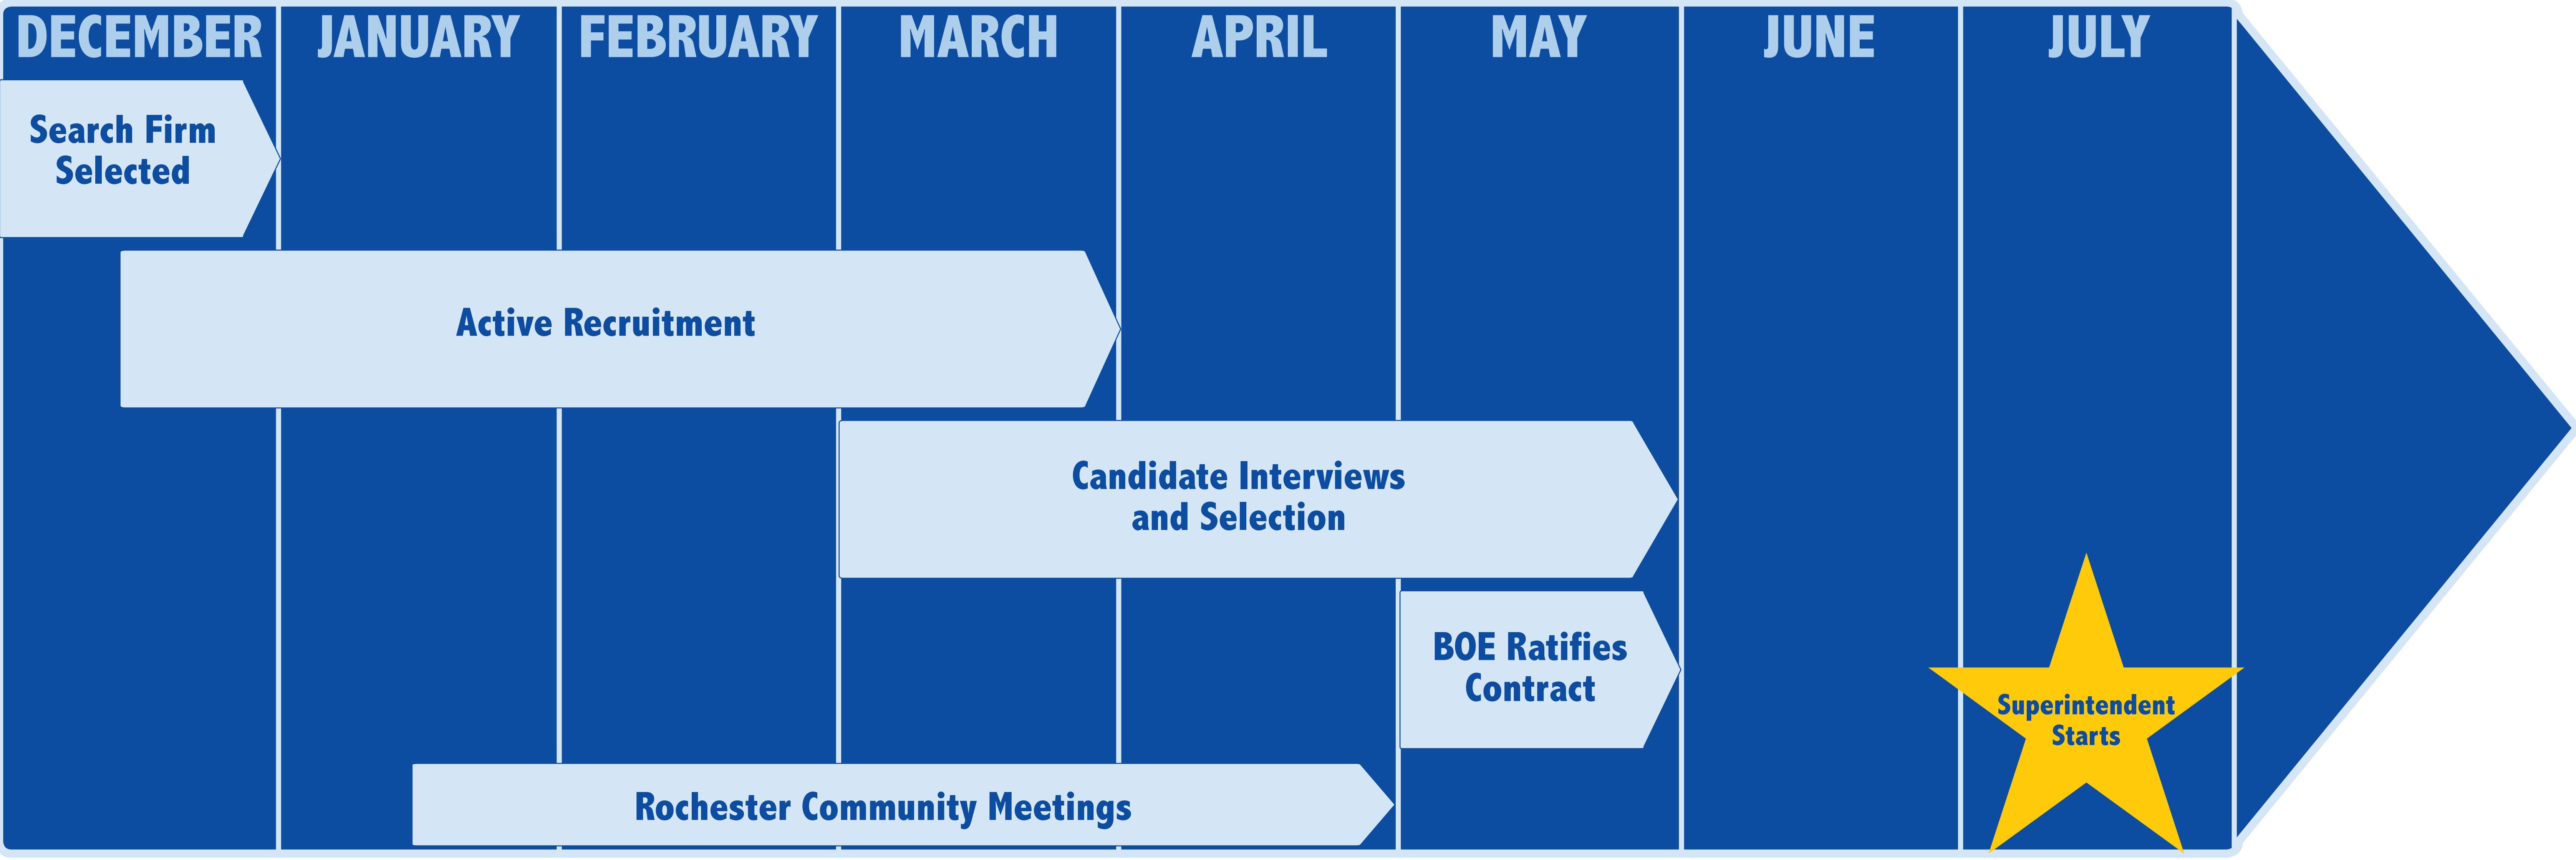 DECEMBER JANUARY FEBRUARY MARCH APRIL MAY JUNE JULY
Search Firm
Selected
Active Recruitment
Candidate Interviews
and Selection
BOE Ratifies
Contract
Superintendent
Starts
Rochester Community Meetings